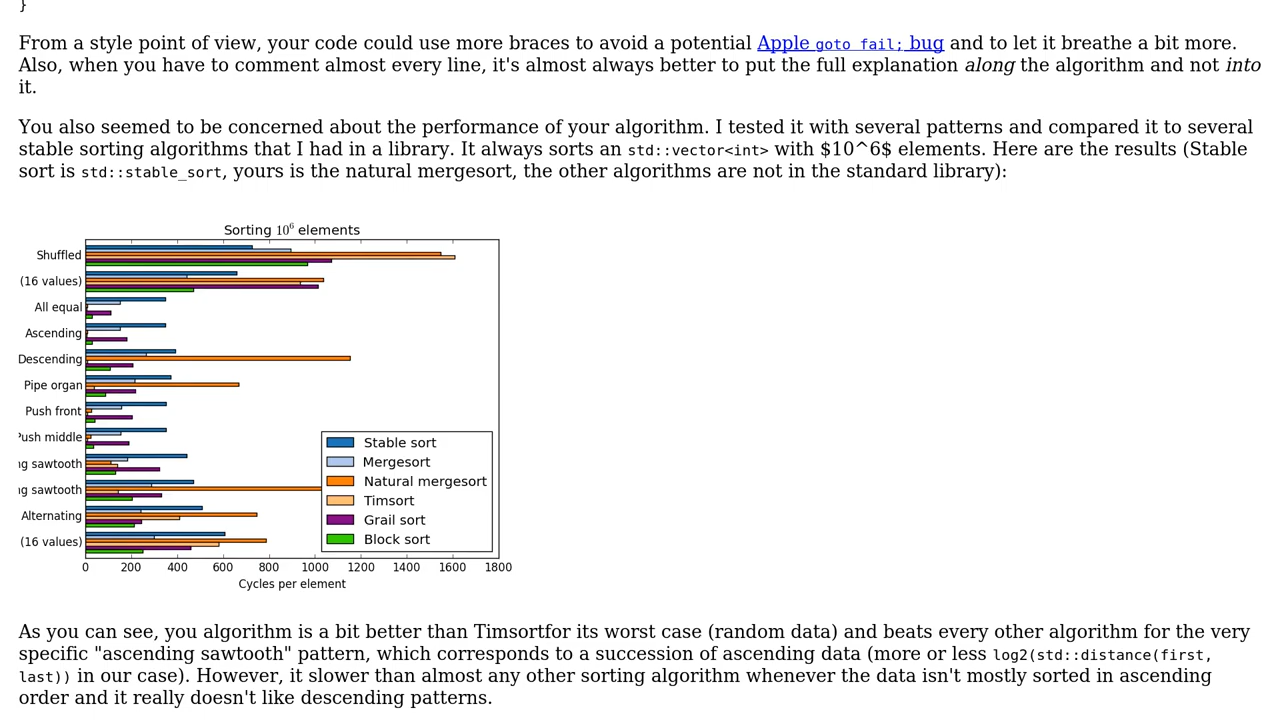 }
From a style point of view, your code could use more braces to avoid a potential Apple goto fail; bug and to let it breathe a bit more.
Also, when you have to comment almost every line, it's almost always better to put the full explanation along the algorithm and not into
it.
You also seemed to be concerned about the performance of your algorithm. I tested it with several patterns and compared it to several
stable sorting algorithms that I had in a library. It always sorts an std::vector<int> with $10^6$ elements. Here are the results (Stable
sort is std::stable_sort, yours is the natural mergesort, the other algorithms are not in the standard library):
Sorting 10^6 elements
Shuffled
(16 values)
All equal
Ascending
Descending
Pipe organ
Push front
Push middle
ng sawtooth
ng sawtooth
Alternating
(16 values)
Stable sort
Mergesort
Natural mergesort
Timsort
Grail sort
Block sort
0 200 400 600 800 1000 1200 1400 1600 1800
Cycles per element
As you can see, you algorithm is a bit better than Timsortfor its worst case (random data) and beats every other algorithm for the very
specific "ascending sawtooth" pattern, which corresponds to a succession of ascending data (more or less log2(std::distance(first,
last)) in our case). However, it slower than almost any other sorting algorithm whenever the data isn't mostly sorted in ascending
order and it really doesn't like descending patterns.